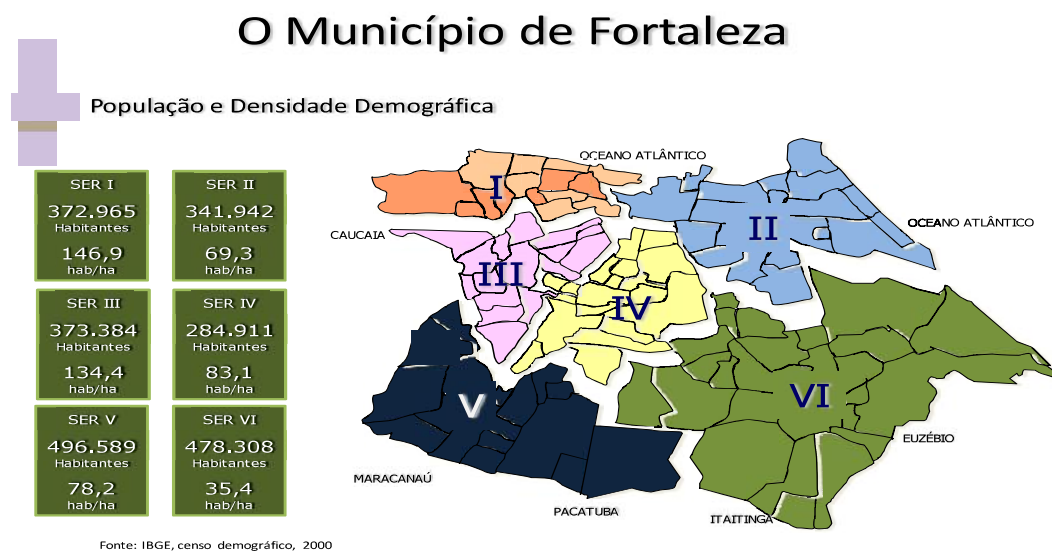 O Município de Fortaleza
População e Densidade Demográfica
SER I
372.965
Habitantes
146,9
hab/ha
SER II
341.942
Habitantes
69,3
hab/ha
SER III
373.384
Habitantes
134,4
hab/ha
SER IV
284.911
Habitantes
83,1
hab/ha
SER V
496.589
Habitantes
78,2
hab/ha
SER VI
478.308
Habitantes
35,4
hab/ha
OCEANO ATLÂNTICO
I
II
OCEANO ATLÂNTICO
CAUCAIA
III
IV
V
VI
EUZÉBIO
MARACANAÚ
PACATUBA
ITAITINGA
Fonte: IBGE, censo demográfico, 2000